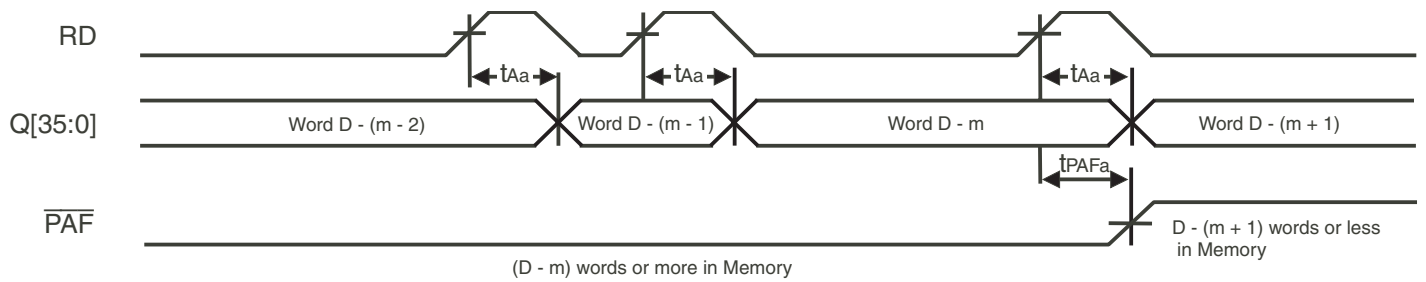 RD
tAa tAa tAa
Q[35:0] Word D - (m - 2) Word D - (m - 1) Word D - m Word D - (m + 1)
tPAFa
PAF
D - (m + 1) words or less
in Memory
(D - m) words or more in Memory